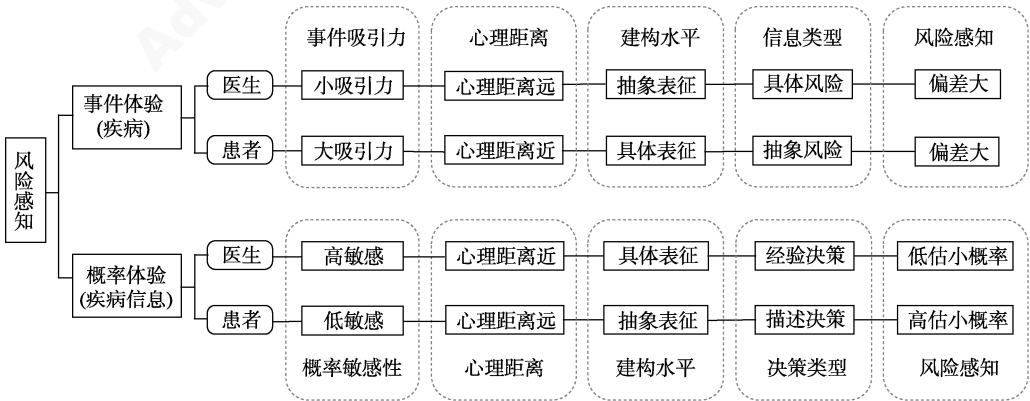 事件吸引力 心理距离 建构水平 信息类型 风险感知
医生 小吸引力 心理距离远 抽象表征 具体风险 偏差大
事件体验
(疾病)
患者 大吸引力 心理距离近 具体表征 抽象风险 偏差大
风险感知
医生 高敏感 心理距离近 具体表征 经验决策 低估小概率
概率体验
(疾病信息)
患者 低敏感 心理距离远 抽象表征 描述决策 高估小概率
概率敏感性 心理距离 建构水平 决策类型 风险感知